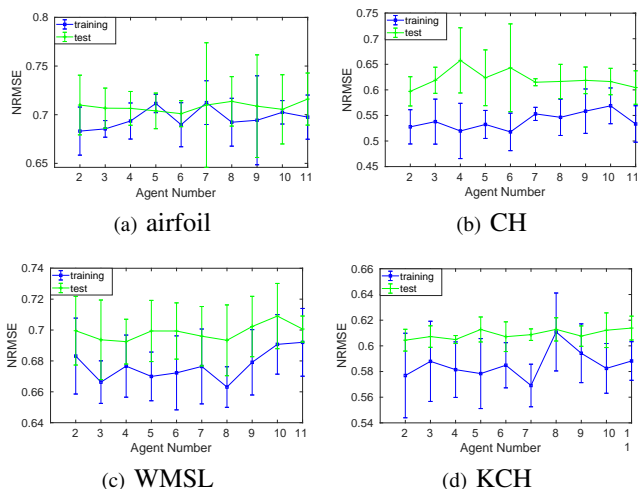 0.8
training
test
0.75
NRMSE
0.7
0.65
2 3 4 5 6 7 8 9 10 11
Agent Number
(a) airfoil
0.75
training
test
0.7
0.65
NRMSE
0.6
0.55
0.5
0.45
2 3 4 5 6 7 8 9 10 11
Agent Number
(b) CH
0.74
training
test
0.72
0.7
NRMSE
0.68
0.66
0.64
2 3 4 5 6 7 8 9 10 11
Agent Number
(c) WMSL
0.66
training
test
0.64
0.62
NRMSE
0.6
0.58
0.56
0.54
2 3 4 5 6 7 8 9 10 1
1
Agent Number
(d) KCH